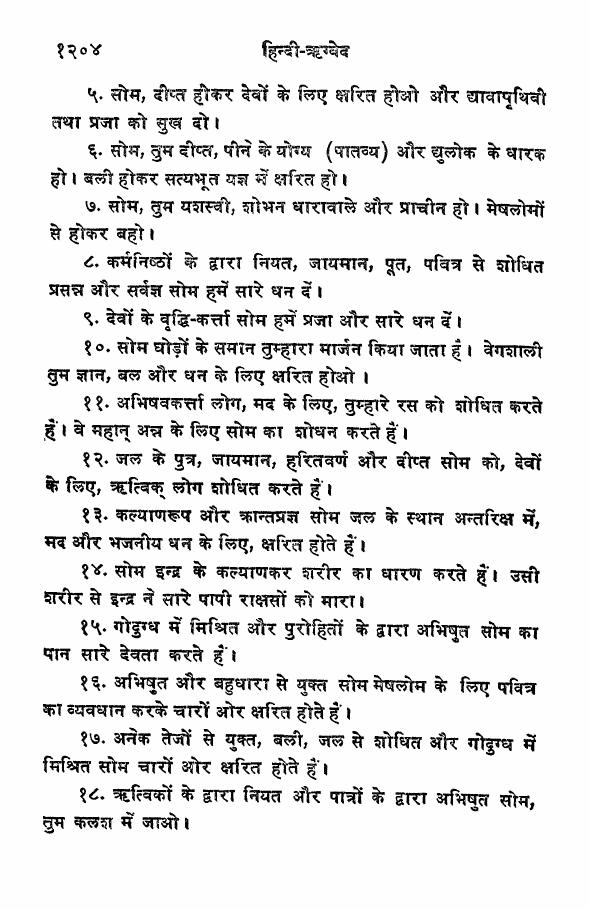 १२०४ हिन्दी-ऋग्वेद
५. सोम, दीप्त होकर देवों के लिए क्षरित होओ और द्यावापृथिवी
तथा प्रजा को सुख दो।
६. सोम, तुम दीप्त, पीने के योग्य (पातव्य) और द्युलोक के धारक
हो। बली होकर सत्यभूत यज्ञ में क्षरित हो।
७. सोम, तुम यशस्वी, शोभन धारावाले और प्राचीन हो। मेषलोमों
से होकर बहो।
८. कर्मनिष्ठों के द्वारा नियत, जायमान, पूत, पवित्र से शोधित
प्रसन्न और सर्वज्ञ सोम हमें सारे धन दें।
९. देवों के वृद्धि-कर्त्ता सोम हमें प्रजा और सारे धन दें।
१०. सोम घोड़ों के समान तुम्हारा मार्जन किया जाता है। वेगशाली
तुम ज्ञान, बल और धन के लिए क्षरित होओ ।
११. अभिषवकर्त्ता लोग, मद के लिए, तुम्हारे रस को शोधित करते
हैं। वे महान् अन्न के लिए सोम का शोधन करते हैं।
१२. जल के पुत्र, जायमान, हरितवर्ण और दीप्त सोम को, देवों
के लिए, ऋत्विक् लोग शोधित करते हैं।
१३. कल्याणरूप और क्रान्तप्रज्ञ सोम जल के स्थान अन्तरिक्ष में,
मद और भजनीय धन के लिए, क्षरित होते हैं।
१४. सोम इन्द्र के कल्याणकर शरीर का धारण करते हैं। उसी
शरीर से इन्द्र ने सारे पापी राक्षसों को मारा।
१५. गोदुग्ध में मिश्रित और पुरोहितों के द्वारा अभिषुत सोम का
पान सारे देवता करते हैं।
१६. अभिषुत और बहुधारा से युक्त सोम मेषलोम के लिए पवित्र
का व्यवधान करके चारों ओर क्षरित होते हैं।
१७. अनेक तेजों से युक्त, बली, जल से शोधित और गोदुग्ध में
मिश्रित सोम चारों ओर क्षरित होते हैं।
१८. ऋत्विकों के द्वारा नियत और पात्रों के द्वारा अभिषुत सोम,
तुम कलश में जाओ।